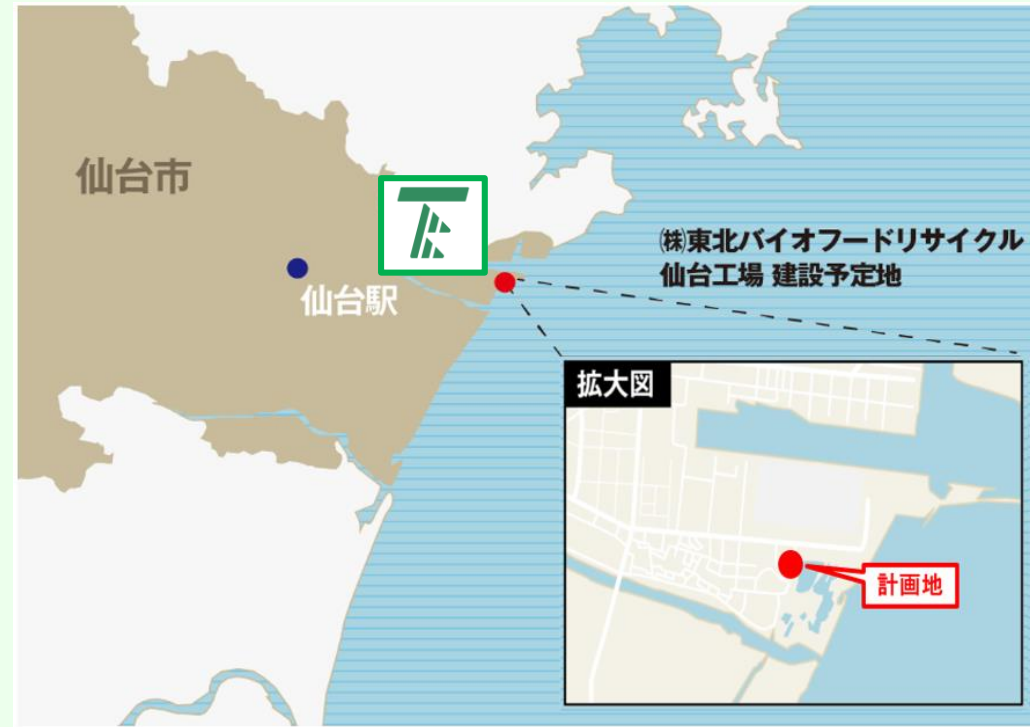 仙台市
仙台駅
㈱東北バイオフードリサイクル
仙台工場 建設予定地
拡大図
計画地